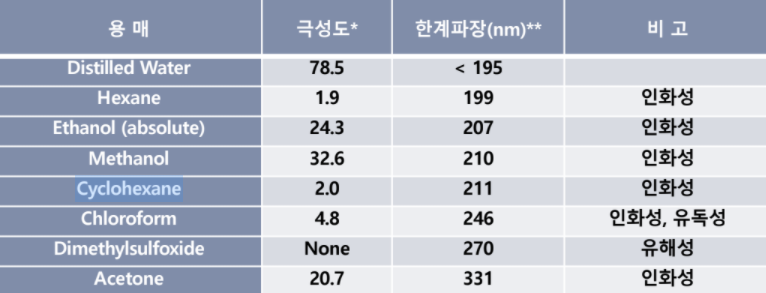 용 매 극성도* 한계파장(nm)** 비 고
Distilled Water 78.5 < 195
Hexane 1.9 199 인화성
Ethanol (absolute) 24.3 207 인화성
Methanol 32.6 210 인화성
Cyclohexane 2.0 211 인화성
Chloroform 4.8 246 인화성, 유독성
Dimethylsulfoxide None 270 유해성
Acetone 20.7 331 인화성